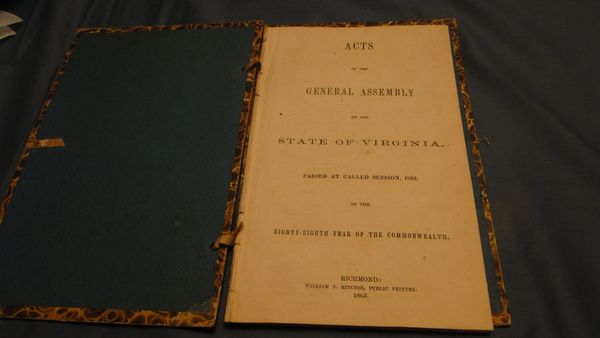 ACTS
OF THE
GENERAL ASSEMBLY
OF THE
STATE OF VIRGINIA,
PASSED AT CALLED SESSION, 1863,
IN THE
EIGHTY-EIGHTH YEAR OF THE COMMONWEALTH.
RICHMOND:
WILLIAM F. RITCHIE, PUBLIC PRINTER.
1863.